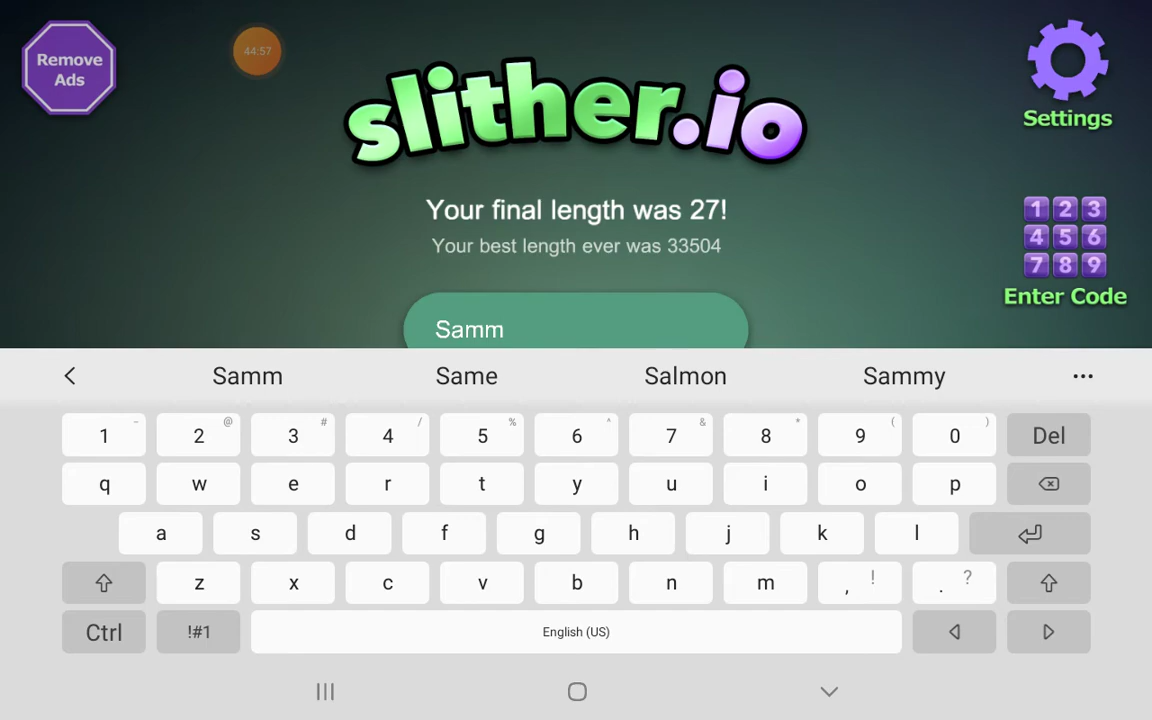 Remove
Ads
44:57
slither.io
Settings
Your final length was 27!
Your best length ever was 33504
1 2 3
4 5 6
7 8 9
Enter Code
Samm
Samm Same Salmon Sammy ...
1 - 2 @ 3 # 4 / 5 % 6 ^ 7 & 8 * 9 ( 0 ) Del
q w e r t y u i o p
a s d f g h j k l
z x c v b n m , ! . ?
Ctrl !#1 English (US)